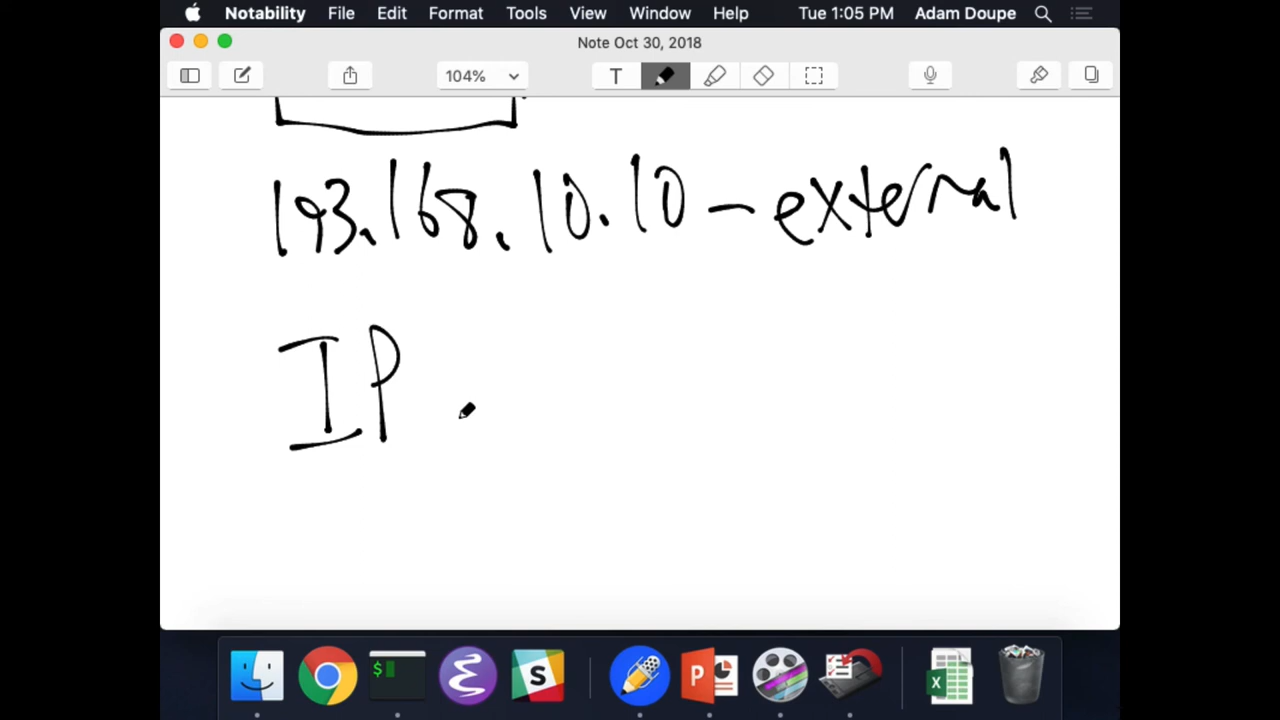 Notability File Edit Format Tools View Window Help Tue 1:05 PM Adam Doupe
Note Oct 30, 2018
104% T
193.168.10.10 - external
IP
$ S P X